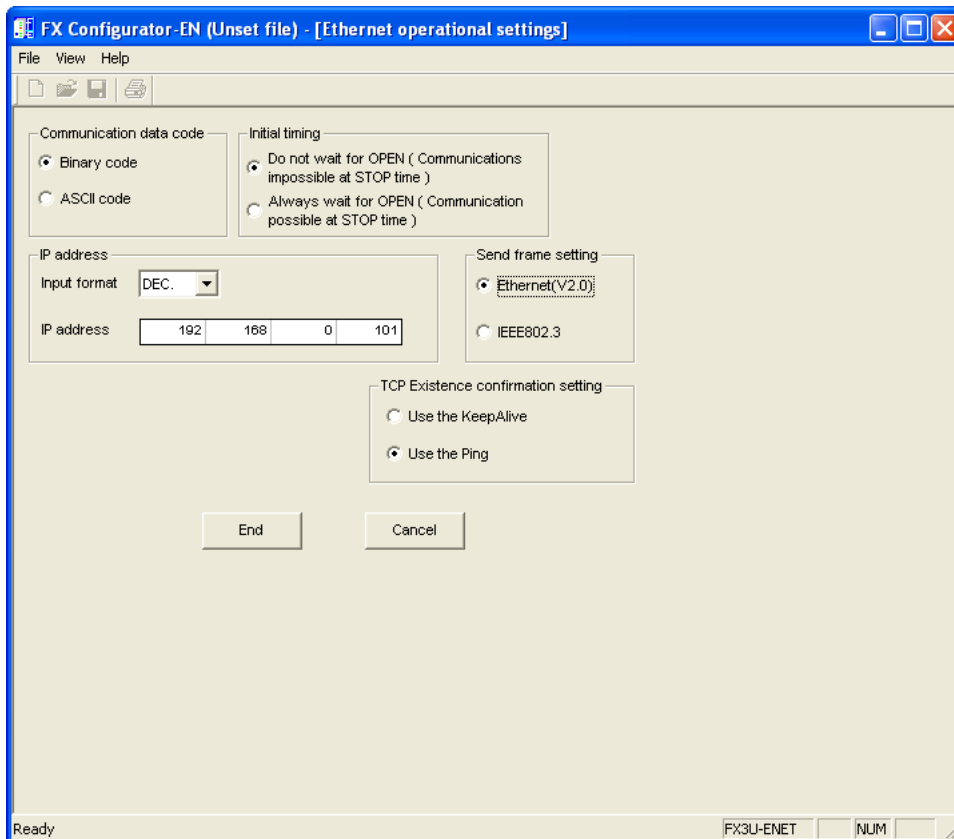 FX Configurator-EN (Unset file) - [Ethernet operational settings]
File View Help
Communication data code
Binary code
ASCII code
Initial timing
Do not wait for OPEN ( Communications
impossible at STOP time )
Always wait for OPEN ( Communication
possible at STOP time )
IP address
Input format DEC.
IP address 192 168 0 101
Send frame setting
Ethernet(V2.0)
IEEE802.3
TCP Existence confirmation setting
Use the KeepAlive
Use the Ping
End Cancel
Ready FX3U-ENET NUM